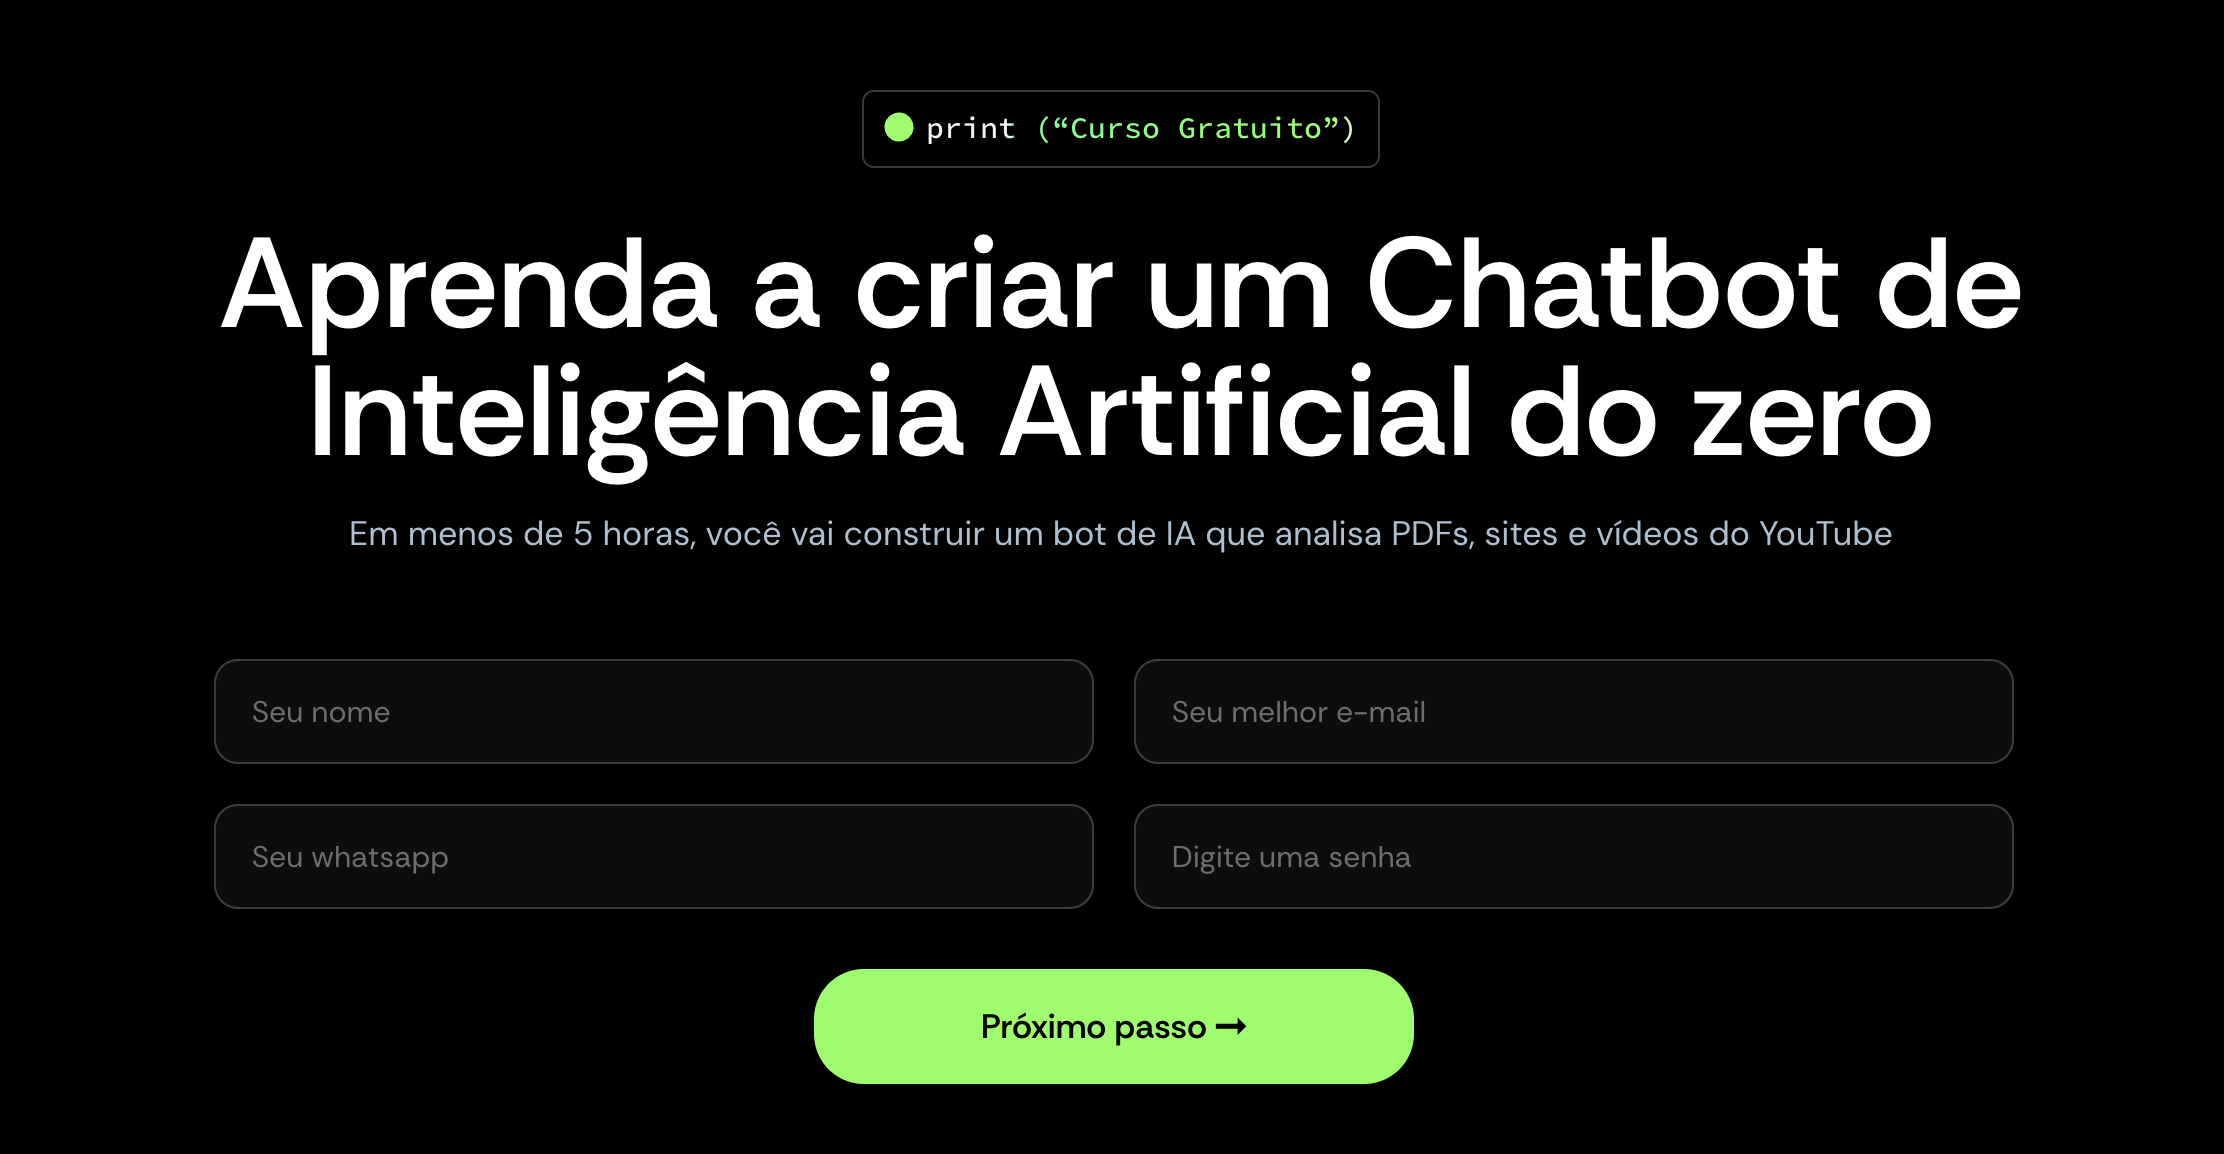 print (“Curso Gratuito”)
Aprenda a criar um Chatbot de
Inteligência Artificial do zero
Em menos de 5 horas, você vai construir um bot de IA que analisa PDFs, sites e vídeos do YouTube
Seu nome
Seu melhor e-mail
Seu whatsapp
Digite uma senha
Próximo passo →